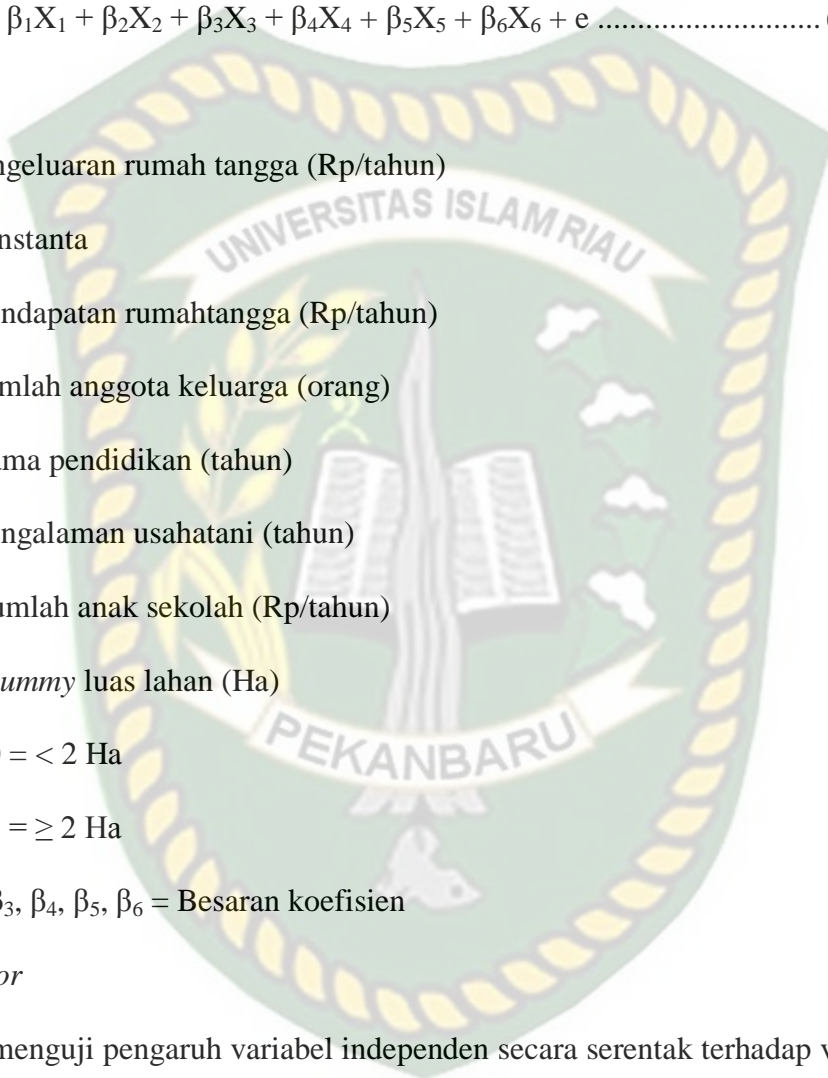 β₁X₁ + β₂X₂ + β₃X₃ + β₄X₄ + β₅X₅ + β₆X₆ + e ............................
ngeluaran rumah tangga (Rp/tahun)
UNIVERSITAS ISLAM RIAU
nstanta
ndapatan rumahtangga (Rp/tahun)
mlah anggota keluarga (orang)
ama pendidikan (tahun)
ngalaman usahatani (tahun)
umlah anak sekolah (Rp/tahun)
ummy luas lahan (Ha)
= < 2 Ha
PEKANBARU
= ≥ 2 Ha
₃, β₄, β₅, β₆ = Besaran koefisien
or
menguji pengaruh variabel independen secara serentak terhadap v